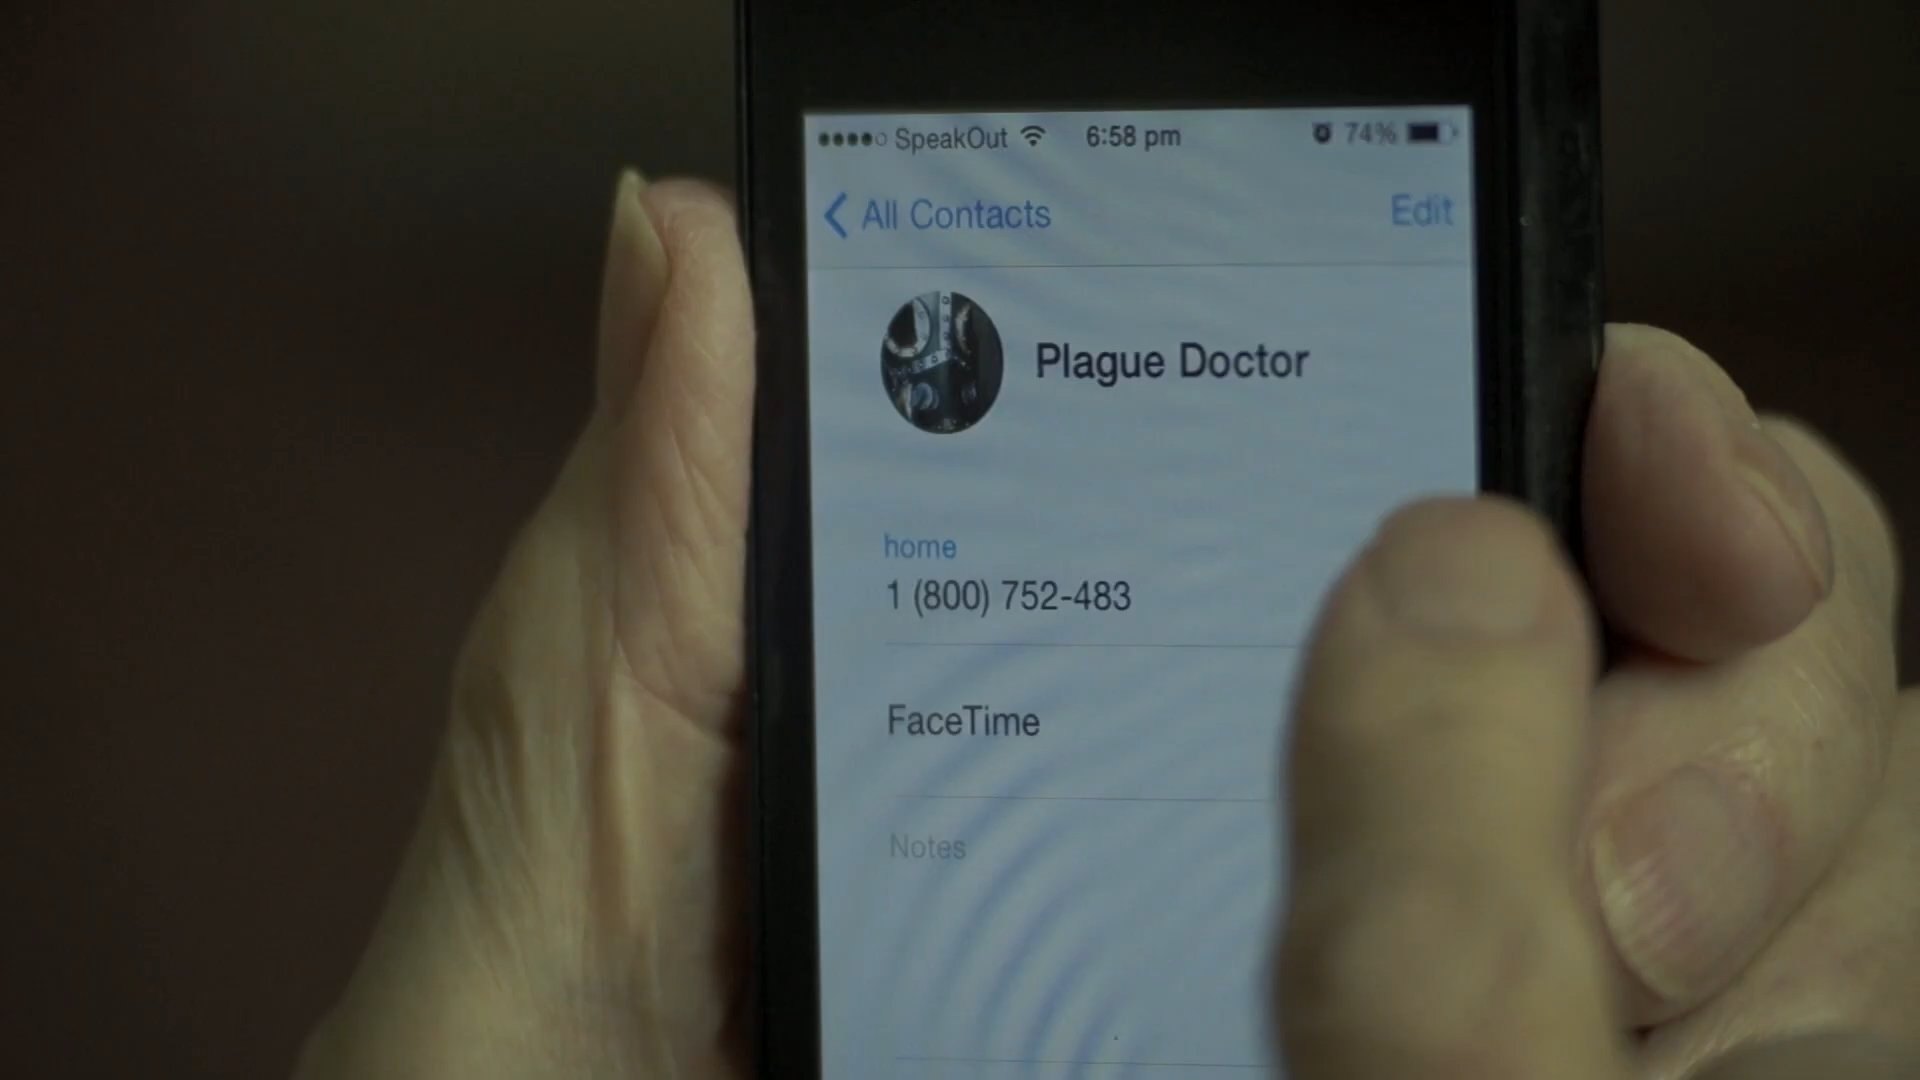 SpeakOut 6:58 pm 74%
All Contacts Edit
Plague Doctor
home
1 (800) 752-483
FaceTime
Notes